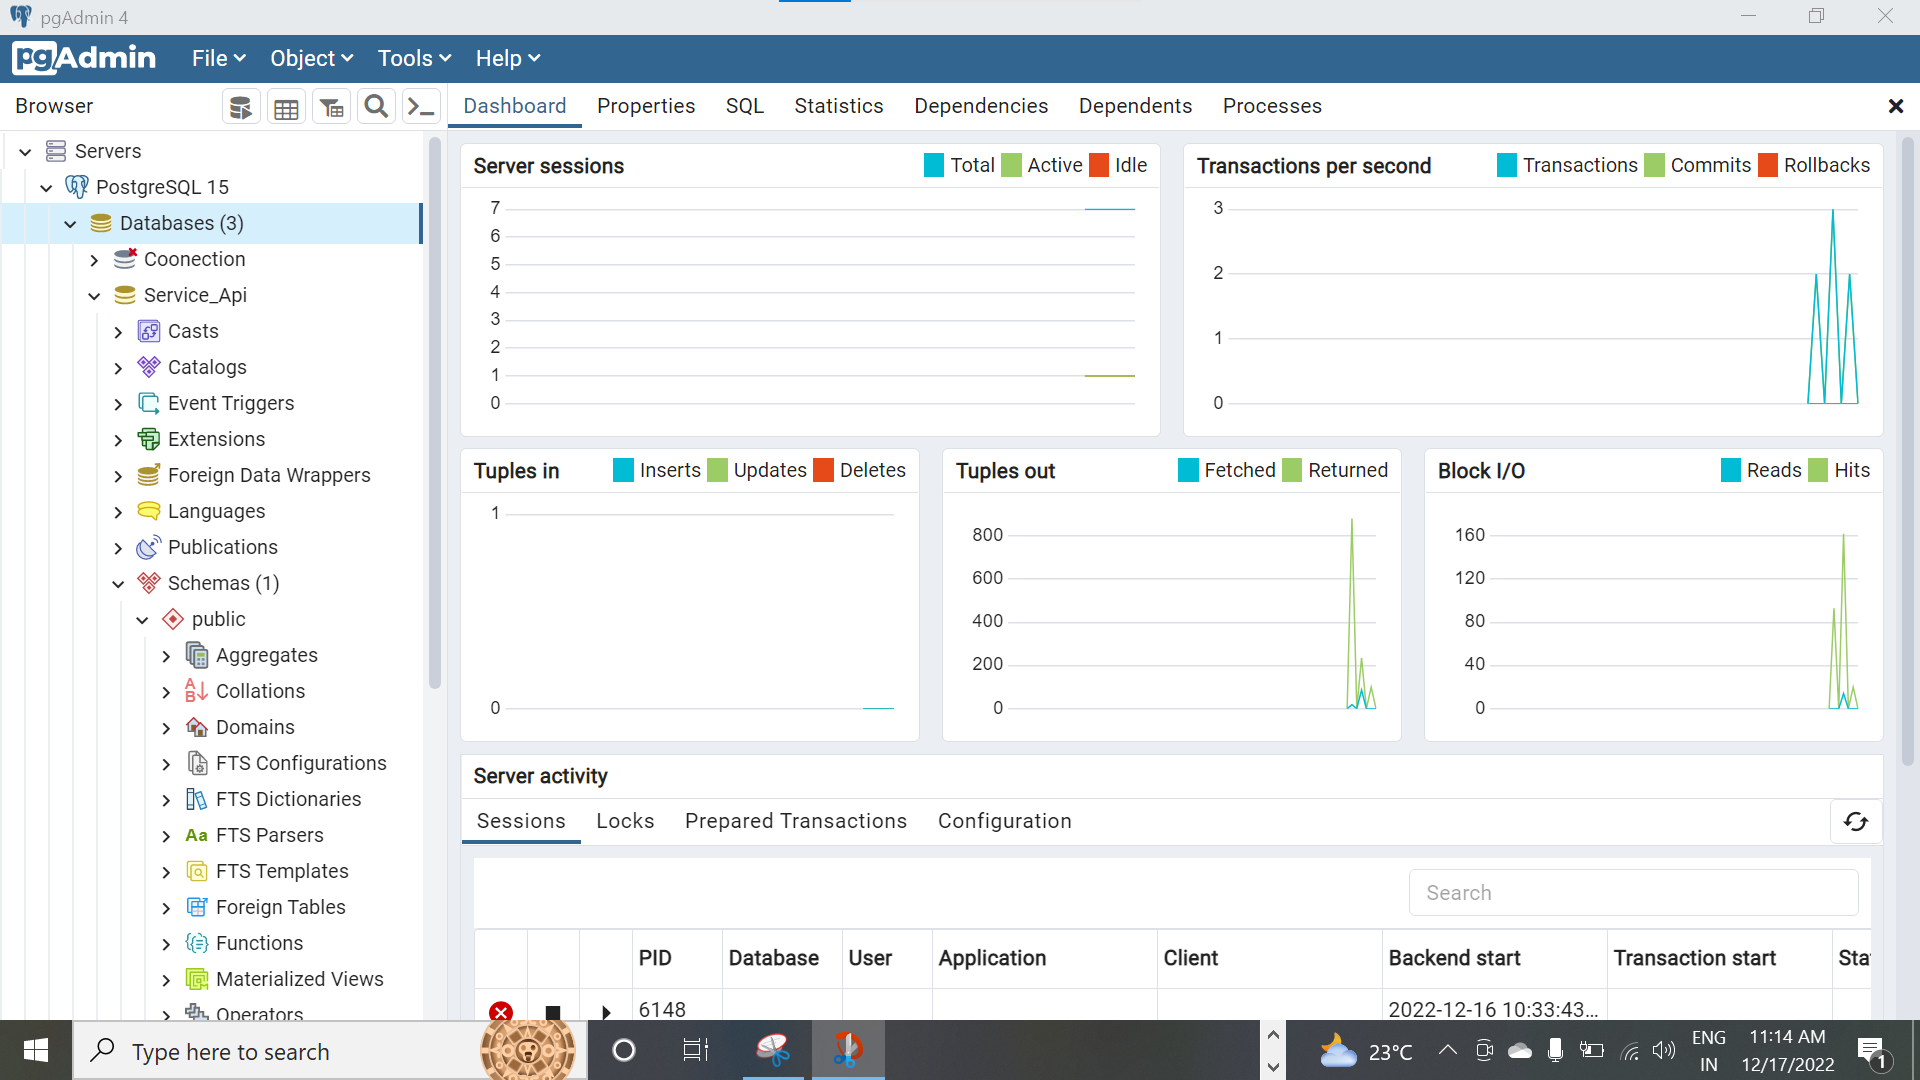 pgAdmin 4
pgAdmin File Object Tools Help
Browser
Dashboard Properties SQL Statistics Dependencies Dependents Processes
Servers
PostgreSQL 15
Databases (3)
Coonection
Service_Api
Casts
Catalogs
Event Triggers
Extensions
Foreign Data Wrappers
Languages
Publications
Schemas (1)
public
Aggregates
Collations
Domains
FTS Configurations
FTS Dictionaries
Aa FTS Parsers
FTS Templates
Foreign Tables
Functions
Materialized Views
Operators
Server sessions Total Active Idle
7
6
5
4
3
2
1
0
Transactions per second Transactions Commits Rollbacks
3
2
1
0
Tuples in Inserts Updates Deletes
1
0
Tuples out Fetched Returned
800
600
400
200
0
Block I/O Reads Hits
160
120
80
40
0
Server activity
Sessions Locks Prepared Transactions Configuration
Search
PID Database User Application Client Backend start Transaction start Sta
6148 2022-12-16 10:33:43...
Type here to search
23°C
ENG
IN
11:14 AM
12/17/2022
1